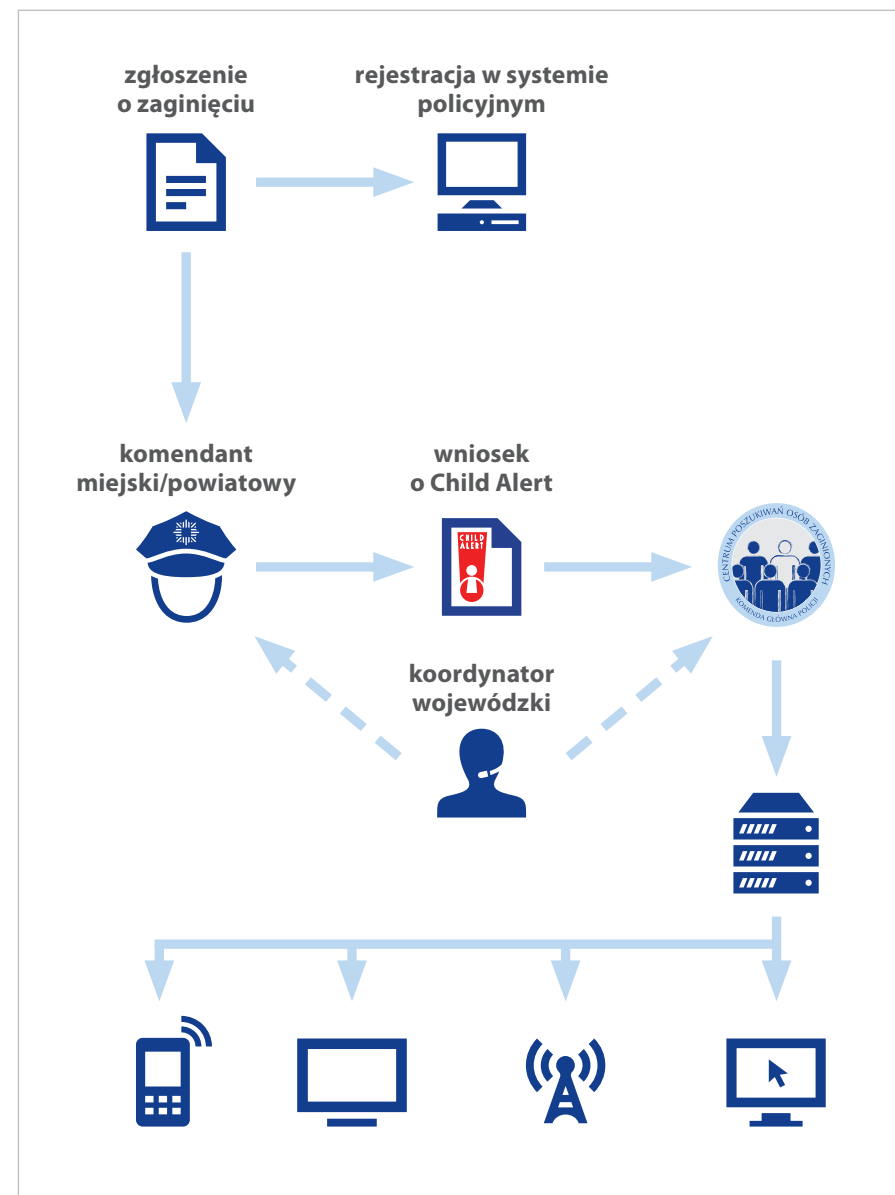 zgłoszenie
o zaginięciu
rejestracja w systemie
policyjnym
komendant
miejski/powiatowy
wniosek
o Child Alert
CHILD
ALERT
CENTRUM POSZUKIWAŃ OSÓB ZAGINIONYCH
KOMENDA GŁÓWNA POLICJI
koordynator
wojewódzki